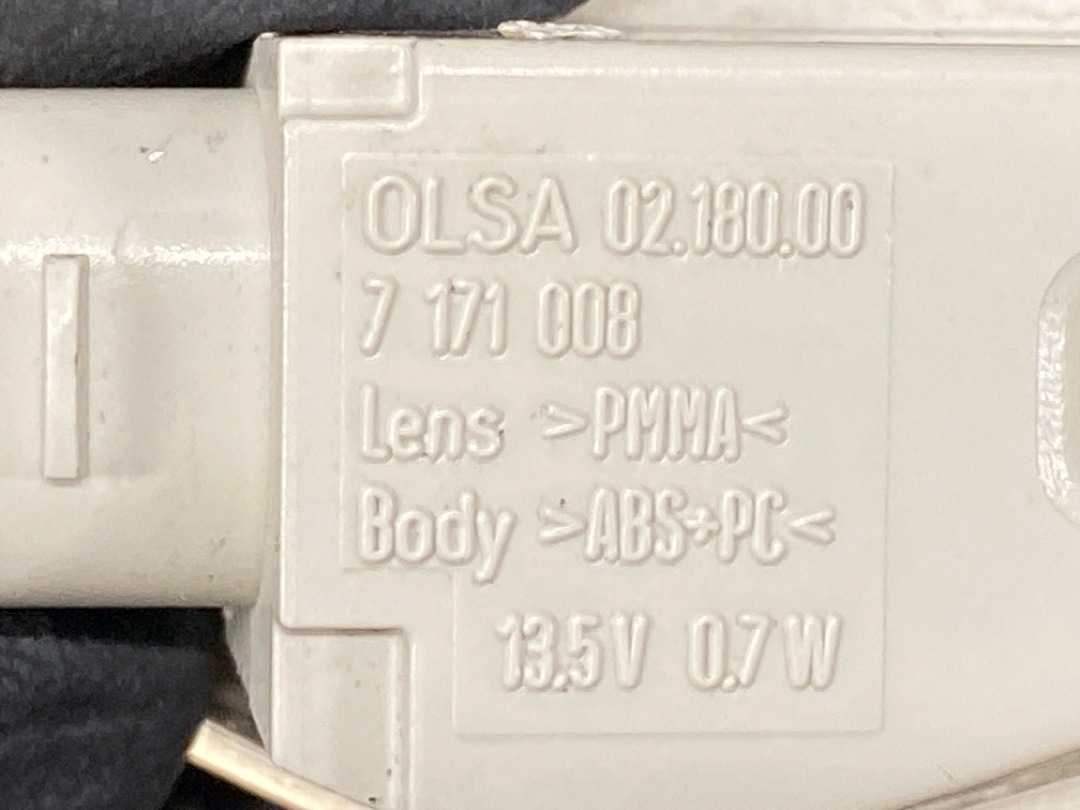 OLSA 02.180.00
7 171 008
Lens >PMMA<
Body >ABS+PC<
13.5V 0.7W